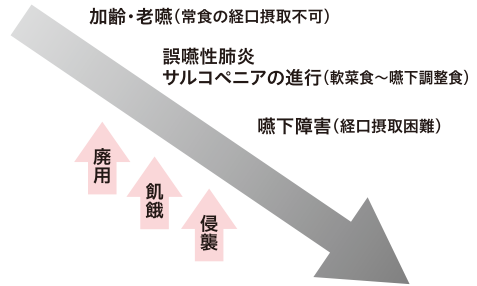 加齢・老嚥（常食の経口摂取不可）
誤嚥性肺炎
サルコペニアの進行（軟菜食〜嚥下調整食）
嚥下障害（経口摂取困難）
廃用
飢餓
侵襲